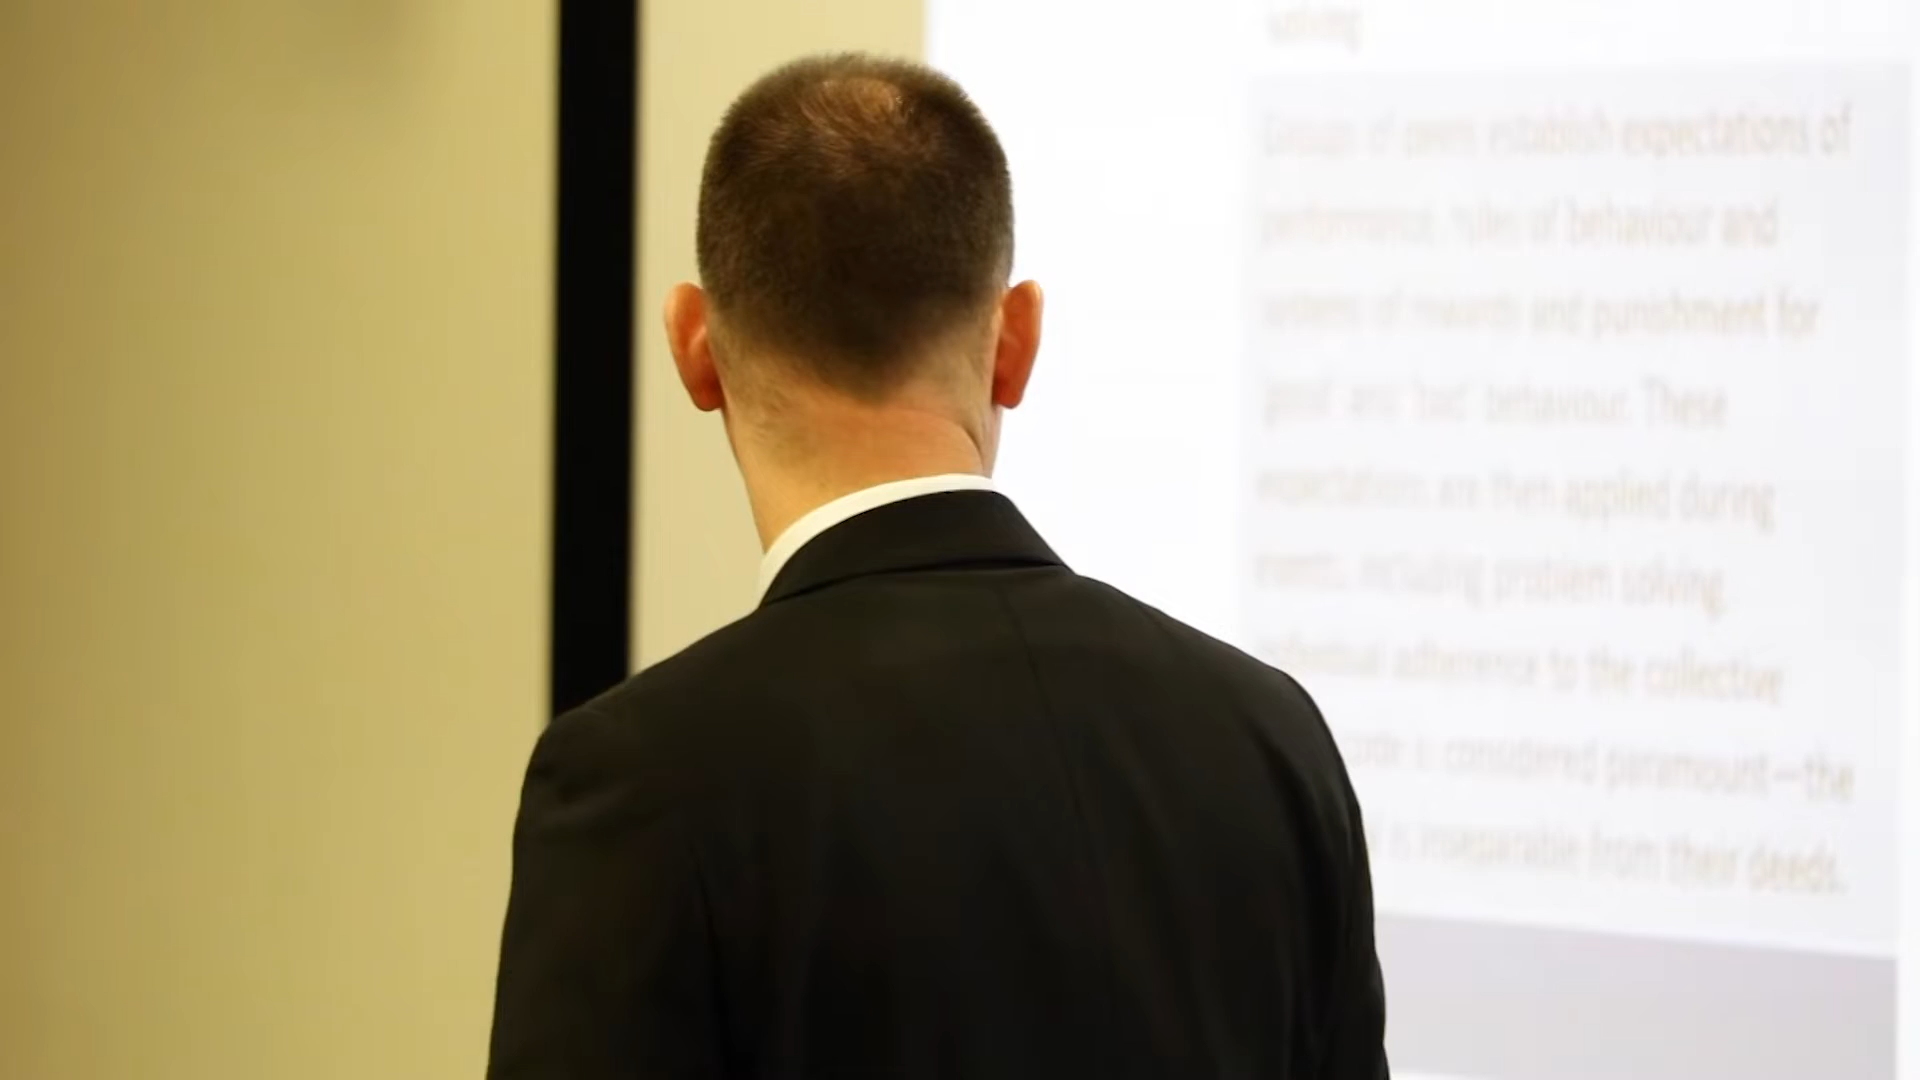 solving
Groups of peers establish expectations of
performance, rules of behaviour and
systems of rewards and punishment for
'good' and 'bad' behaviour. These
expectations are then applied during
events, including problem solving.
Individual adherence to the collective
code is considered paramount—the
is inseparable from their deeds.